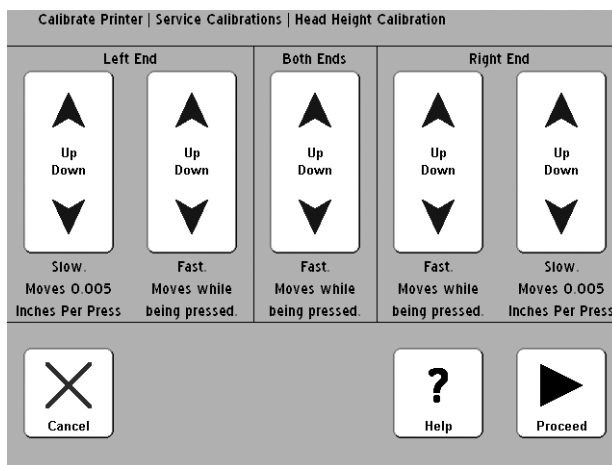 Calibrate Printer | Service Calibrations | Head Height Calibration
Left End
Both Ends
Right End
Up
Down
Up
Down
Up
Down
Up
Down
Up
Down
Slow.
Moves 0.005
Inches Per Press
Fast.
Moves while
being pressed.
Fast.
Moves while
being pressed.
Fast.
Moves while
being pressed.
Slow.
Moves 0.005
Inches Per Press
Cancel
?
Help
Proceed